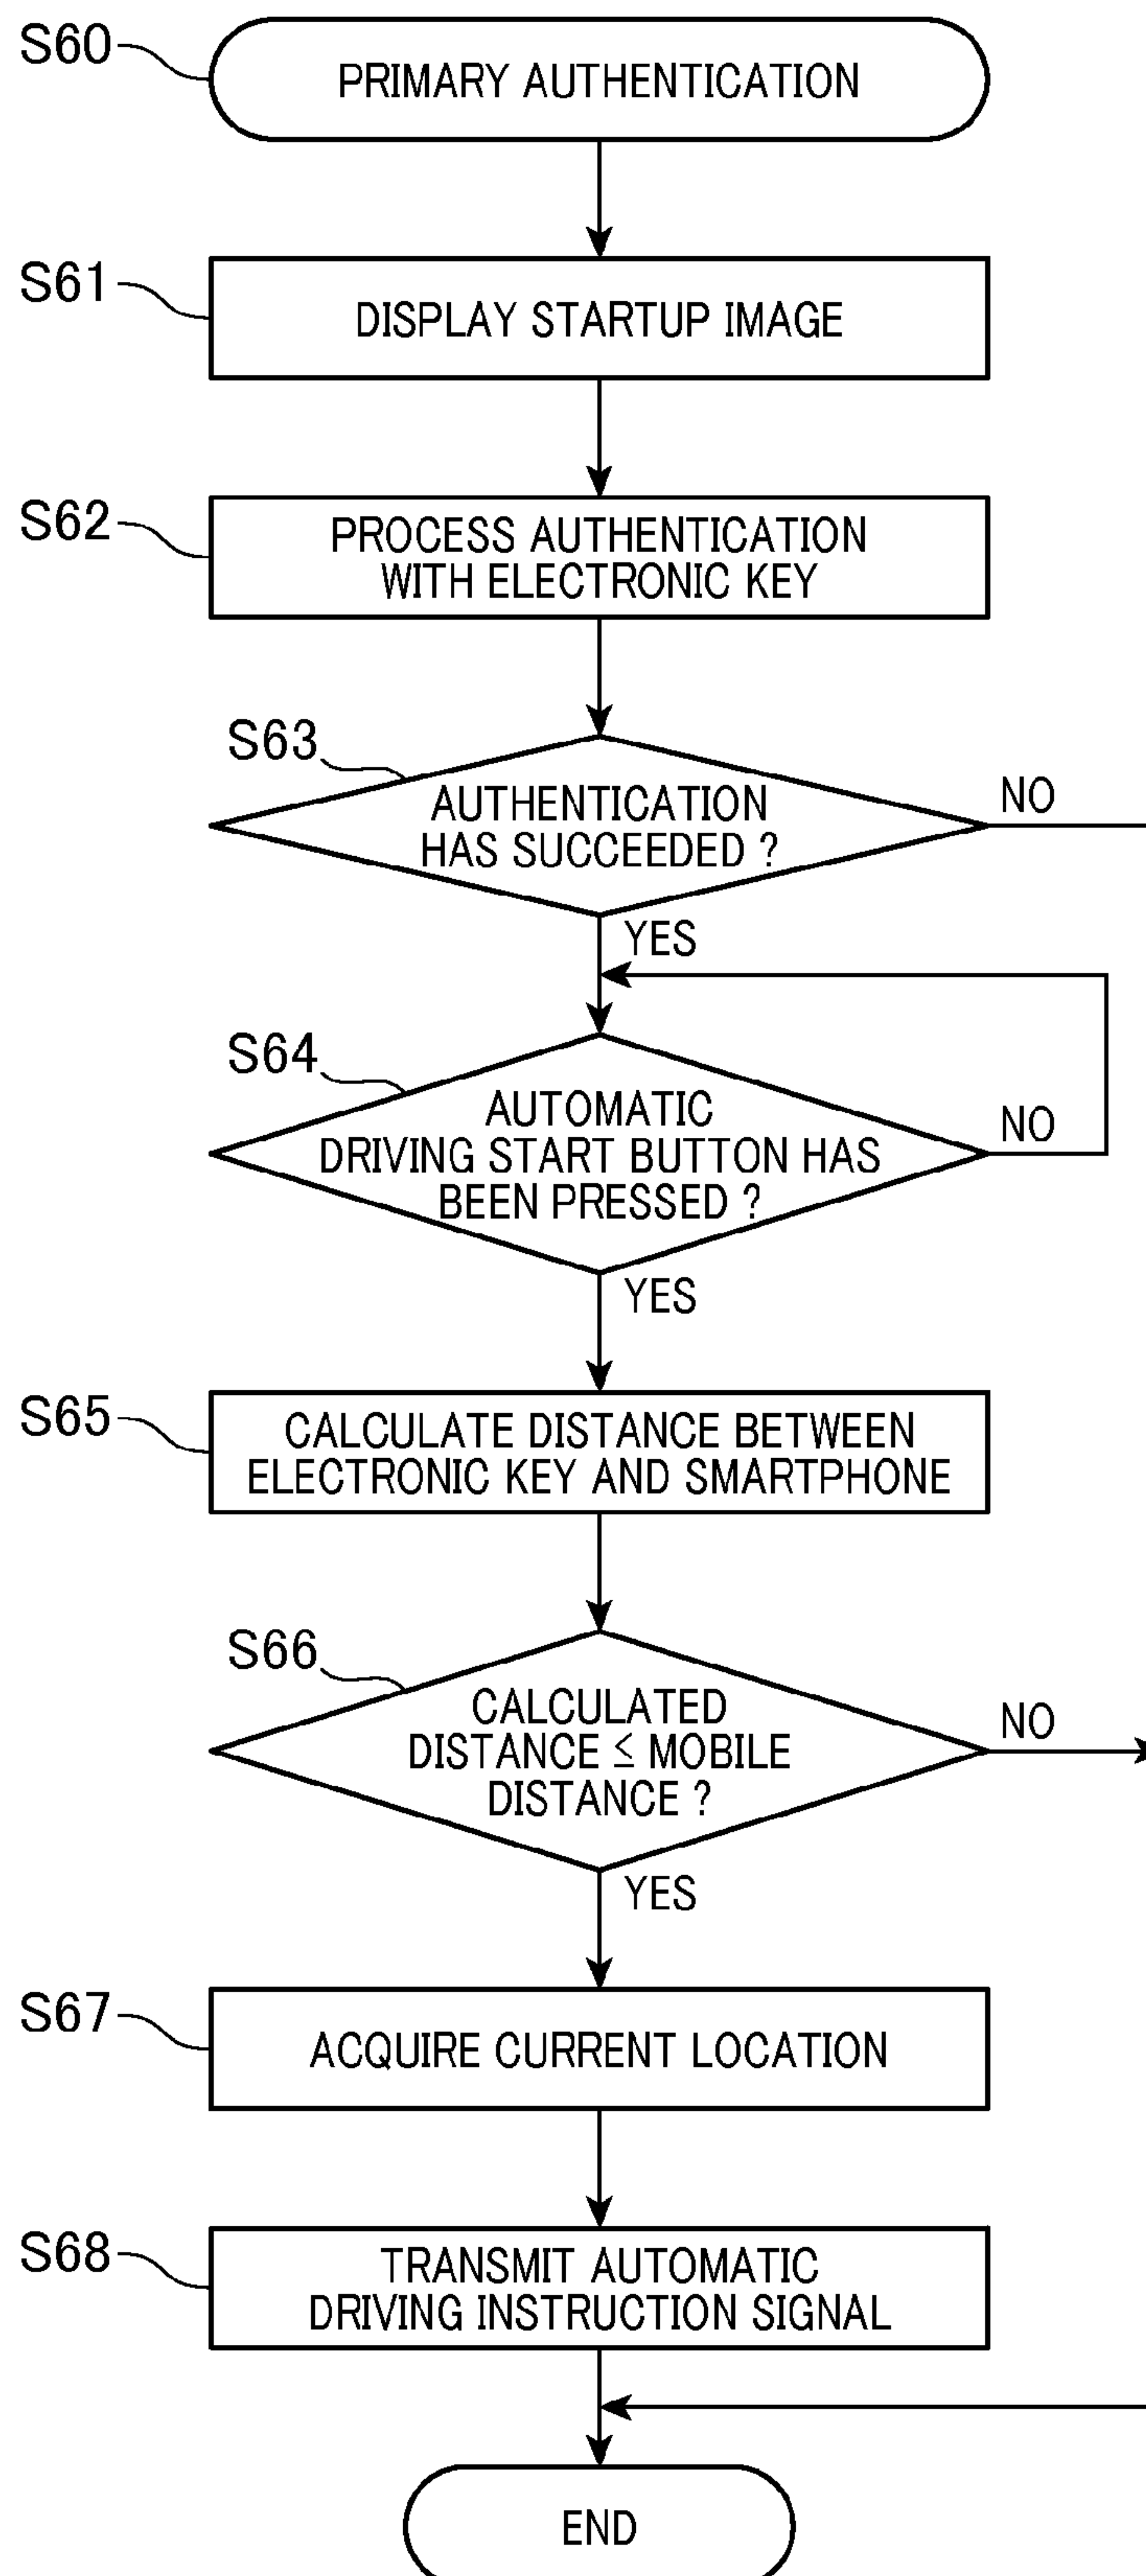 S60
PRIMARY AUTHENTICATION
S61
DISPLAY STARTUP IMAGE
S62
PROCESS AUTHENTICATION
WITH ELECTRONIC KEY
S63
AUTHENTICATION
HAS SUCCEEDED ?
NO
YES
S64
AUTOMATIC
DRIVING START BUTTON HAS
BEEN PRESSED ?
NO
YES
S65
CALCULATE DISTANCE BETWEEN
ELECTRONIC KEY AND SMARTPHONE
S66
CALCULATED
DISTANCE ≤ MOBILE
DISTANCE ?
NO
YES
S67
ACQUIRE CURRENT LOCATION
S68
TRANSMIT AUTOMATIC
DRIVING INSTRUCTION SIGNAL
END